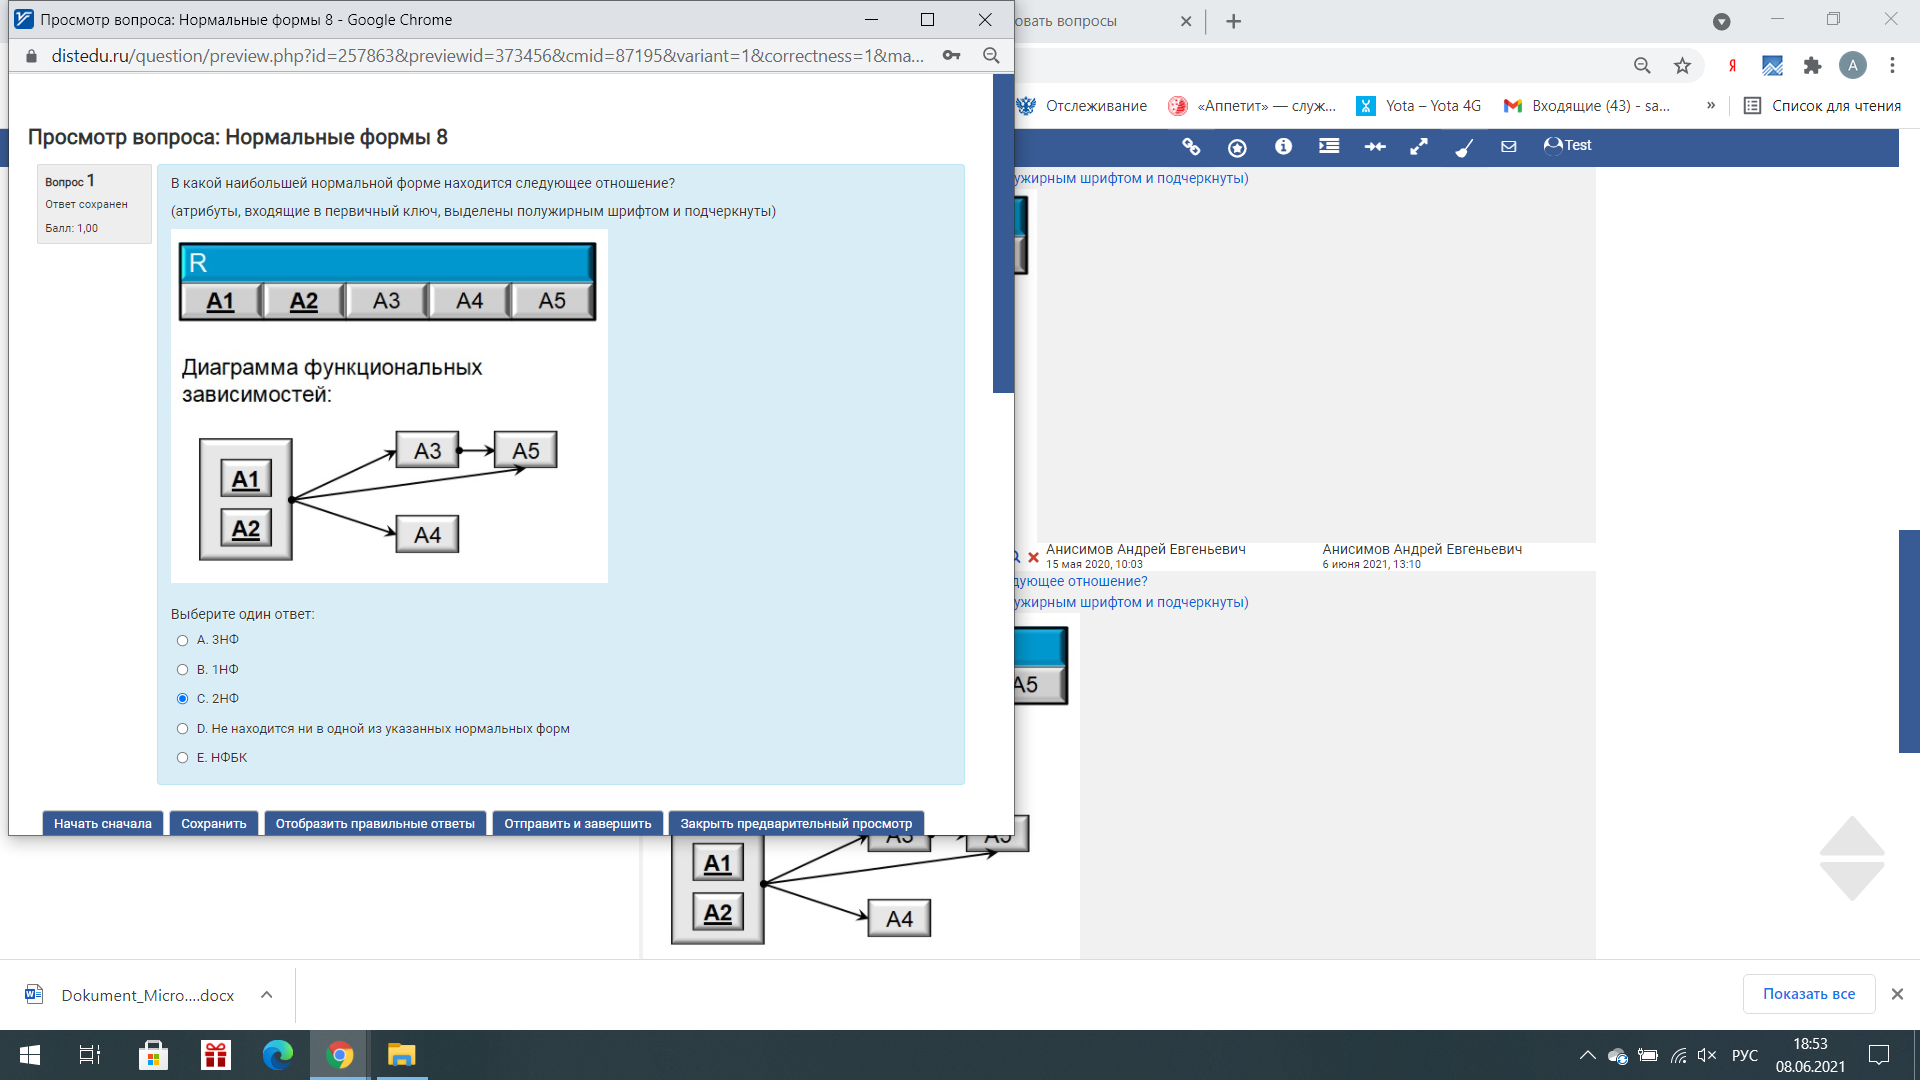 Просмотр вопроса: Нормальные формы 8 - Google Chrome
овать вопросы
distedu.ru/question/preview.php?id=257863&previewid=373456&cmid=87195&variant=1&correctness=1&ma...
Я
A
Отслеживание
«Аппетит» — служ...
Yota – Yota 4G
Входящие (43) - sa...
»
Список для чтения
Test
Просмотр вопроса: Нормальные формы 8
Вопрос 1
Ответ сохранен
Балл: 1,00
В какой наибольшей нормальной форме находится следующее отношение?
(атрибуты, входящие в первичный ключ, выделены полужирным шрифтом и подчеркнуты)
R
A1 A2 A3 A4 A5
Диаграмма функциональных
зависимостей:
A3 A5
A1
A2
A4
Выберите один ответ:
A. 3НФ
B. 1НФ
C. 2НФ
D. Не находится ни в одной из указанных нормальных форм
E. НФБК
Начать сначала
Сохранить
Отобразить правильные ответы
Отправить и завершить
Закрыть предварительный просмотр
ужирным шрифтом и подчеркнуты)
Анисимов Андрей Евгеньевич
15 мая 2020, 10:03
Анисимов Андрей Евгеньевич
6 июня 2021, 13:10
дующее отношение?
ужирным шрифтом и подчеркнуты)
A5
A3 A5
A1
A2
A4
Dokument_Micro....docx
Показать все
РУС
18:53
08.06.2021